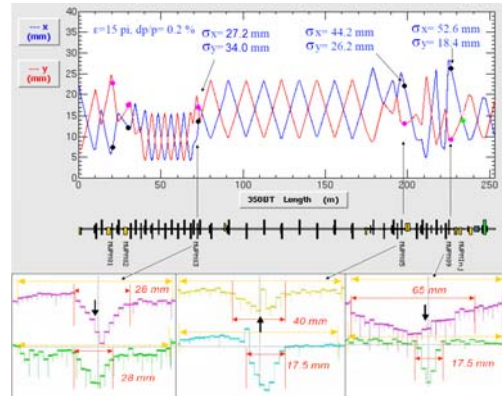 --- x
(mm)
--- y
(mm)
ε=15 pi, dp/p= 0.2 %
σx= 27.2 mm
σy= 34.0 mm
σx= 44.2 mm
σy= 26.2 mm
σx= 52.6 mm
σy= 18.4 mm
40
35
30
25
20
15
10
5
0
0 50 100 150 200 250
350BT Length (m)
26 mm
28 mm
40 mm
17.5 mm
65 mm
17.5 mm